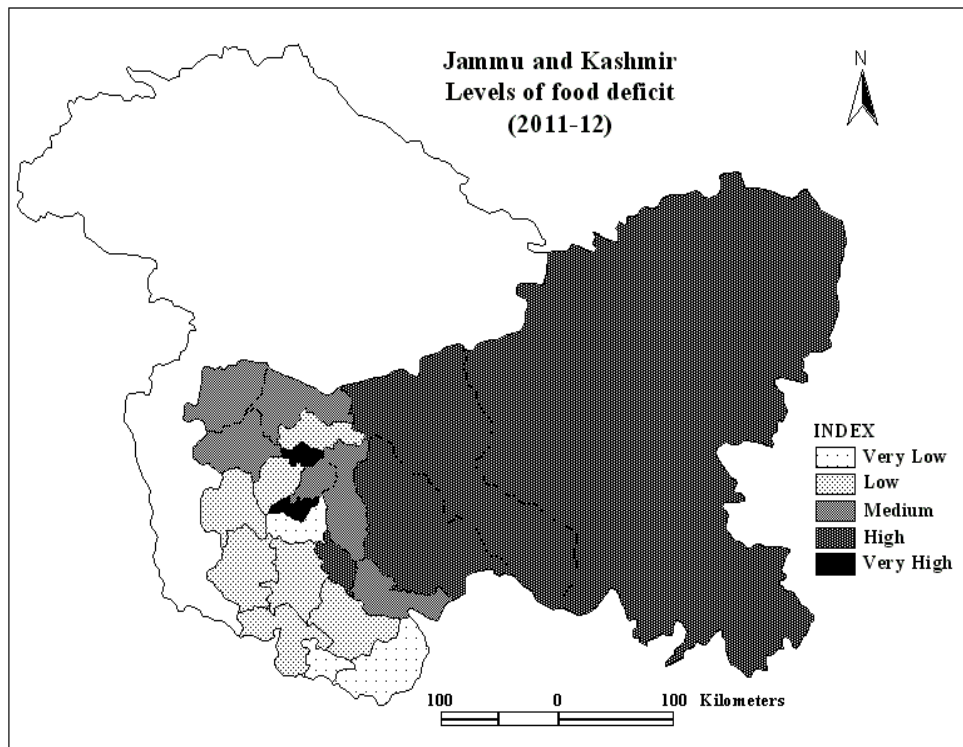 Jammu and Kashmir
Levels of food deficit
(2011-12)
N
INDEX
Very Low
Low
Medium
High
Very High
100 0 100 Kilometers